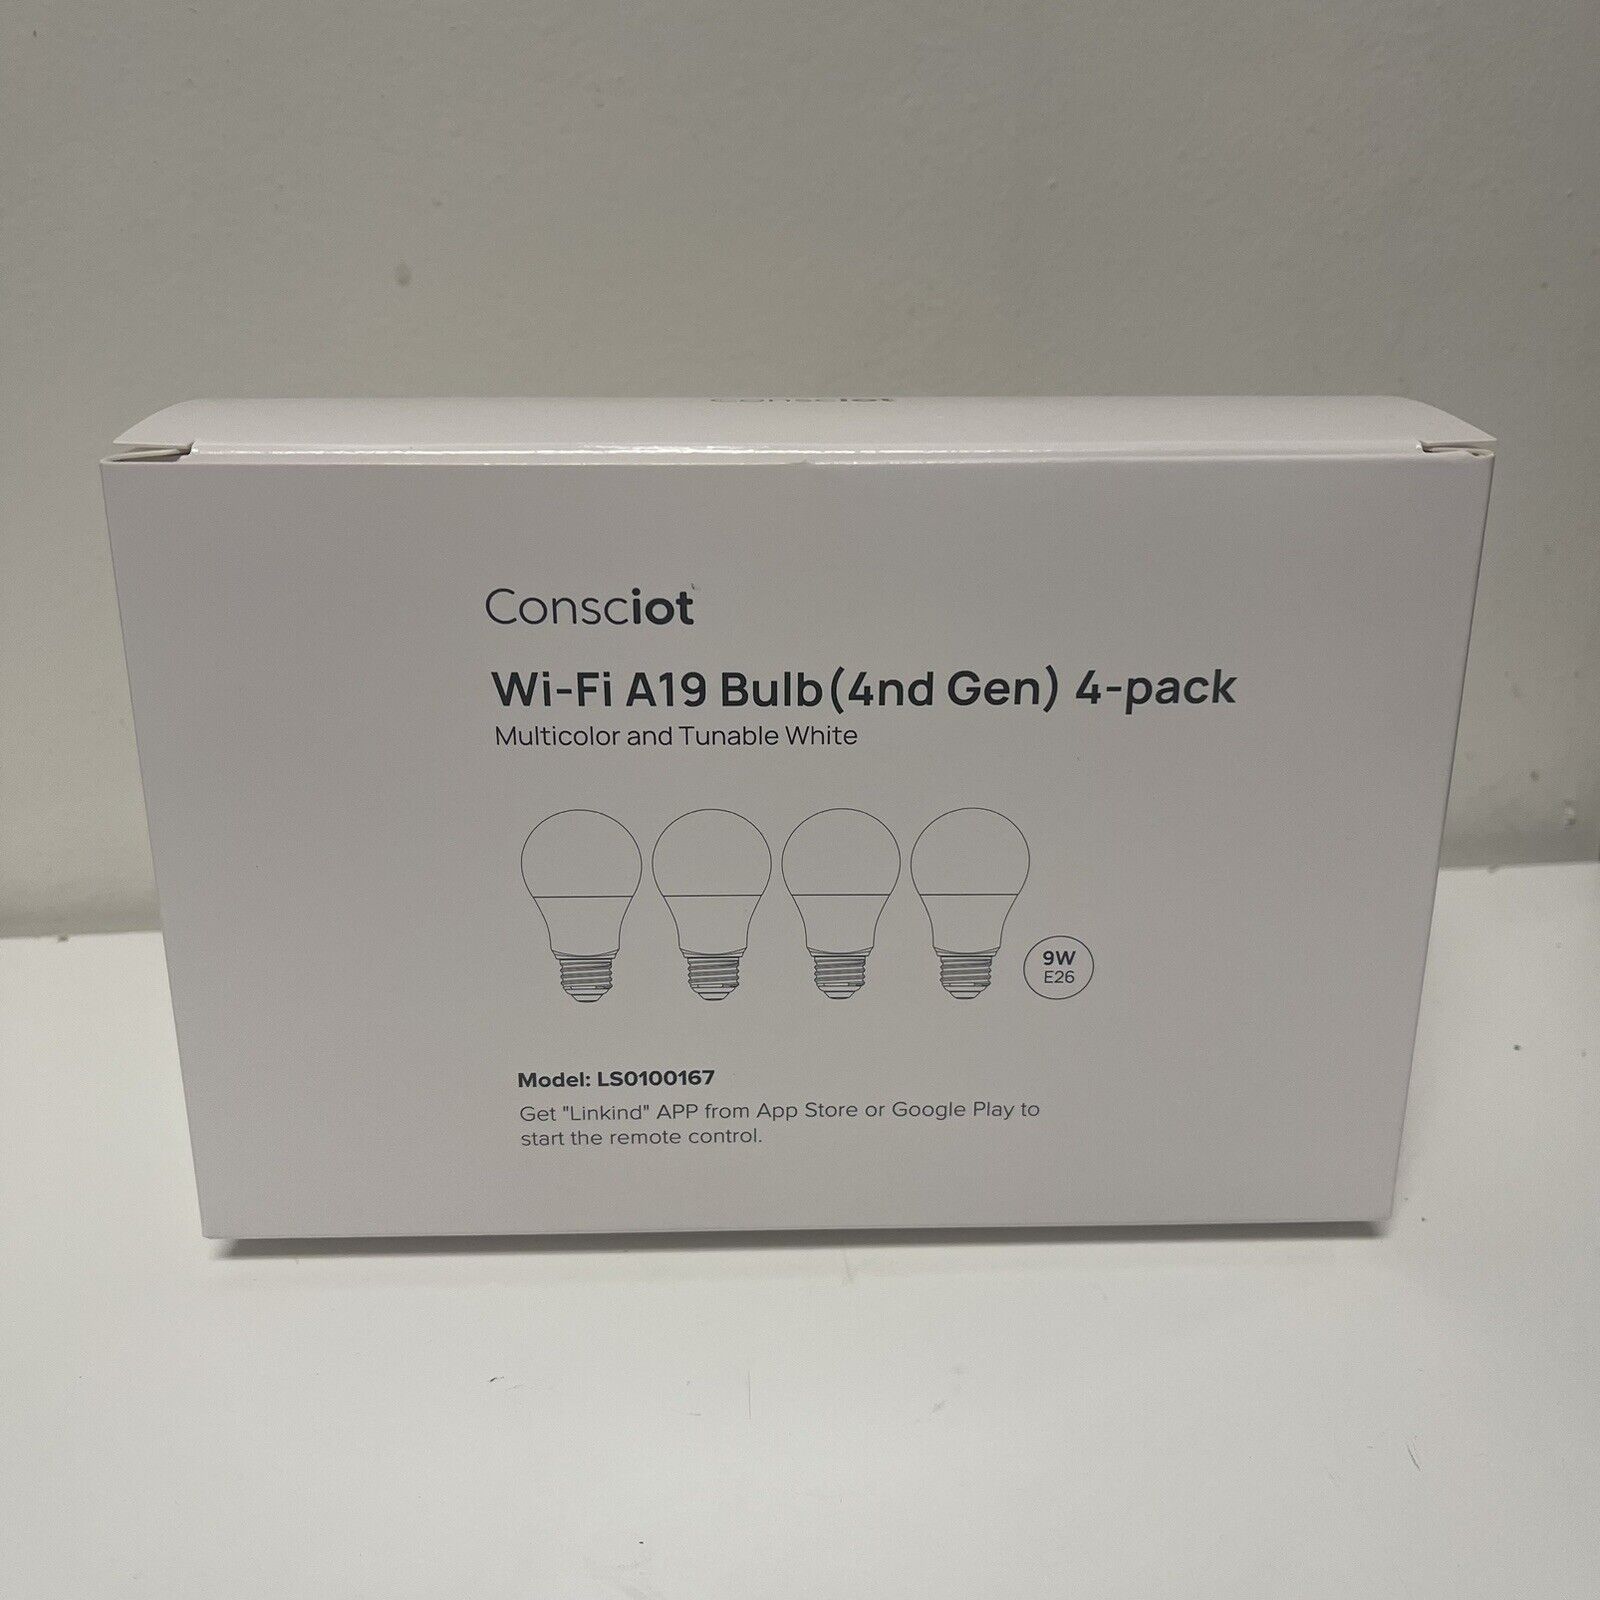 Consciot
Consciot
Wi-Fi A19 Bulb(4nd Gen) 4-pack
Multicolor and Tunable White
9W
E26
Model: LS0100167
Get "Linkind" APP from App Store or Google Play to
start the remote control.